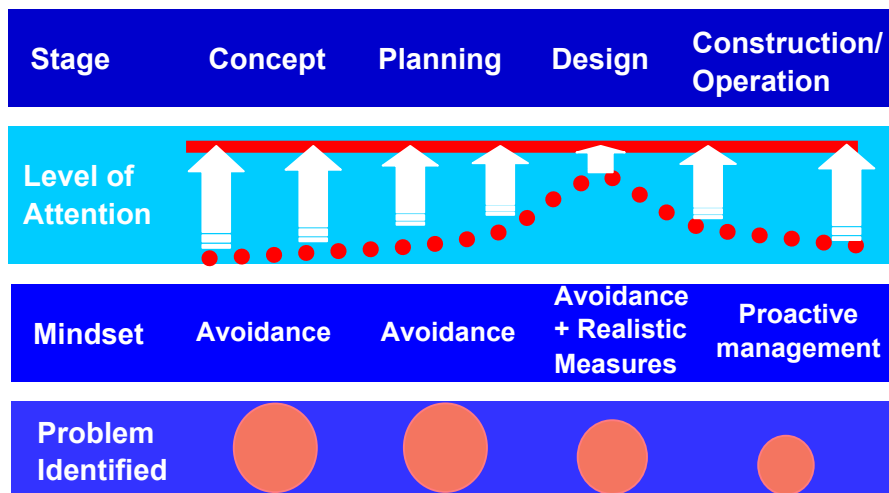 Stage
Concept
Planning
Design
Construction/
Operation
Level of
Attention
Mindset
Avoidance
Avoidance
Avoidance
+ Realistic
Measures
Proactive
management
Problem
Identified